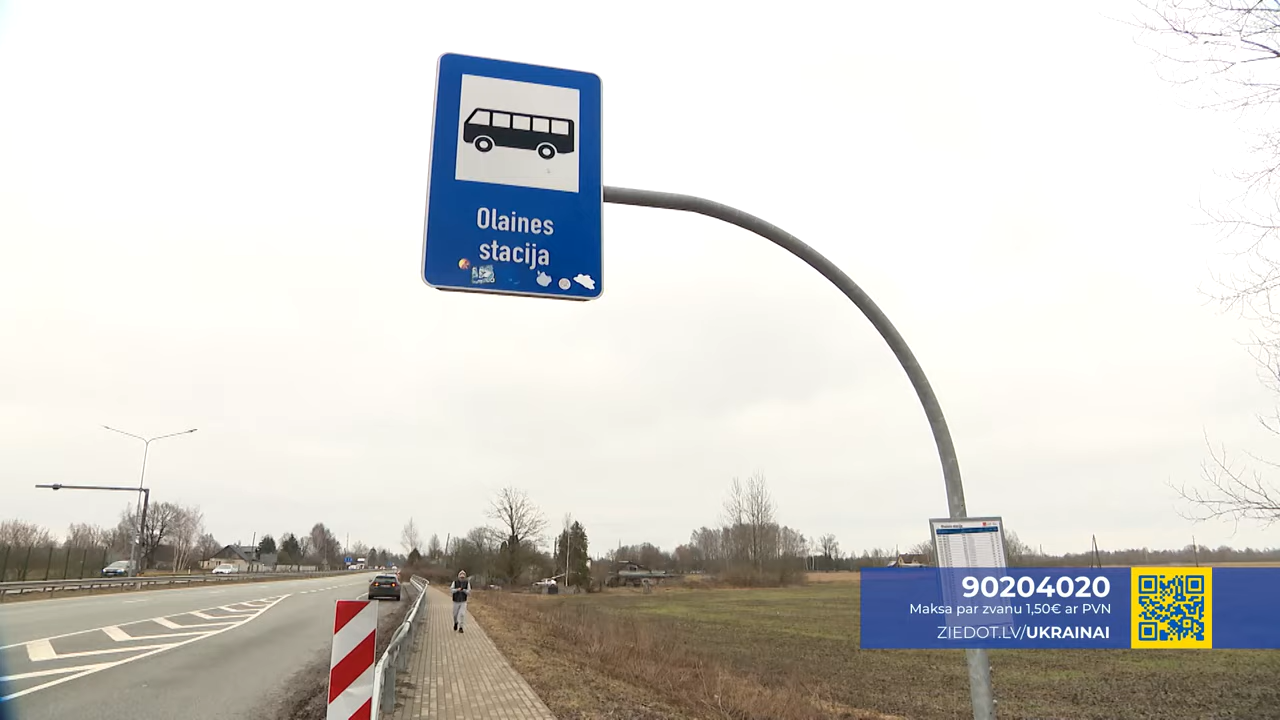 Olaines
stacija
90204020
Maksa par zvanu 1,50€ ar PVN
ZIEDOT.LV/UKRAINAI